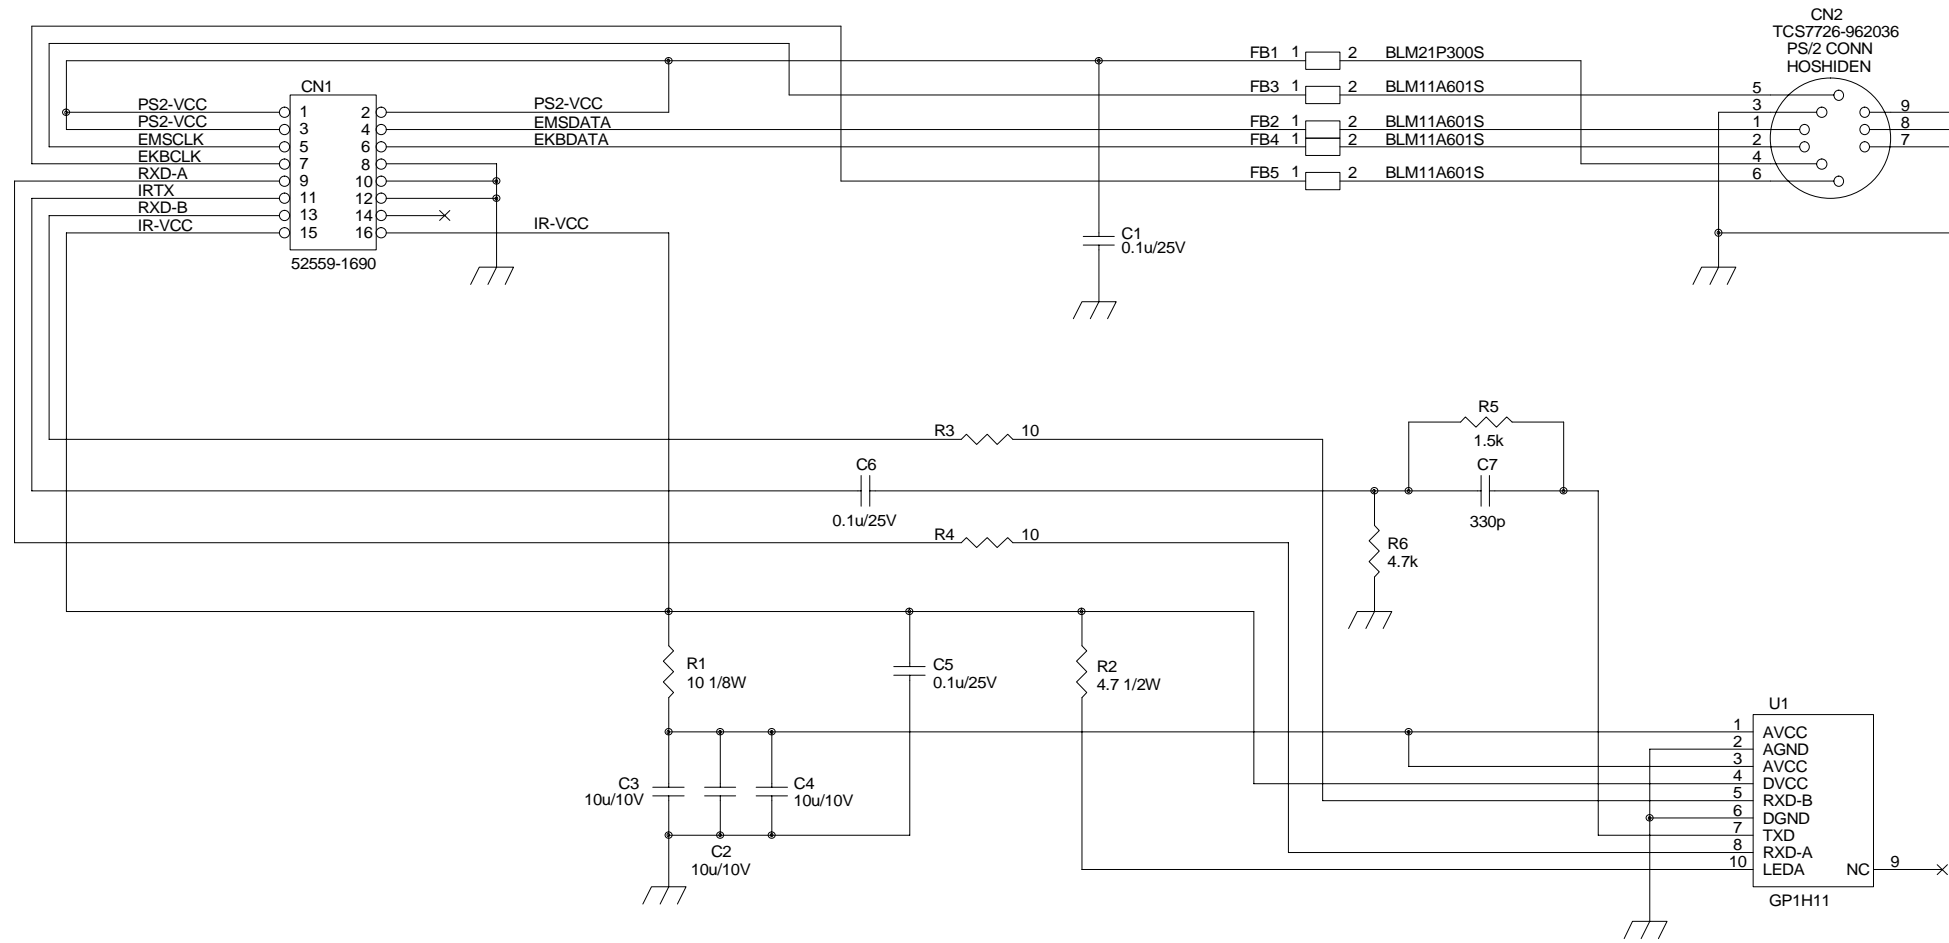 CN2
TCS7726-962036
PS/2 CONN
HOSHIDEN
FB1 1 2 BLM21P300S
FB3 1 2 BLM11A601S
FB2 1 2 BLM11A601S
FB4 1 2 BLM11A601S
FB5 1 2 BLM11A601S
5
3
1
2
4
6
9
8
7
CN1
PS2-VCC 1 2 PS2-VCC
PS2-VCC 3 4 EMSDATA
EMSCLK 5 6 EKBDATA
EKBCLK 7 8
RXD-A 9 10
IRTX 11 12
RXD-B 13 14
IR-VCC 15 16 IR-VCC
52559-1690
C1
0.1u/25V
R3 10
R5
1.5k
C6
0.1u/25V
C7
330p
R4 10
R6
4.7k
R1
10 1/8W
C5
0.1u/25V
R2
4.7 1/2W
C3
10u/10V
C4
10u/10V
C2
10u/10V
U1
1 AVCC
2 AGND
3 AVCC
4 DVCC
5 RXD-B
6 DGND
7 TXD
8 RXD-A
10 LEDA NC 9
GP1H11